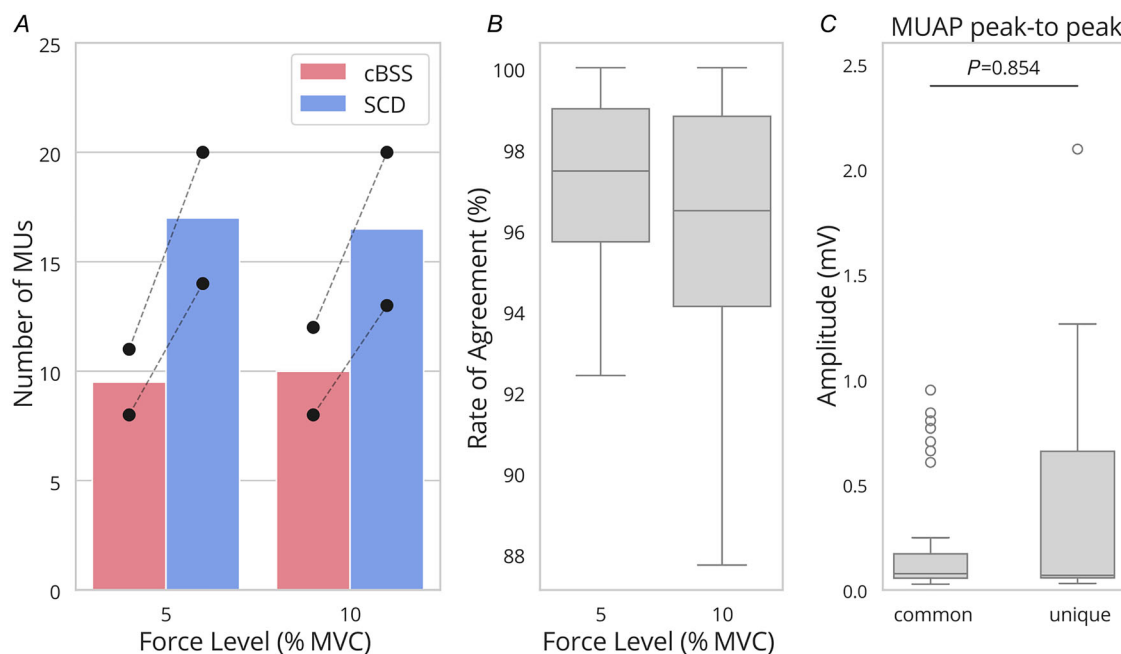 A
25
20
15
10
5
0
Number of MUs
cBSS
SCD
5
10
Force Level (% MVC)
B
100
98
96
94
92
90
88
Rate of Agreement (%)
5
10
Force Level (% MVC)
C
MUAP peak-to peak
P=0.854
2.5
2.0
1.5
1.0
0.5
0.0
Amplitude (mV)
common
unique